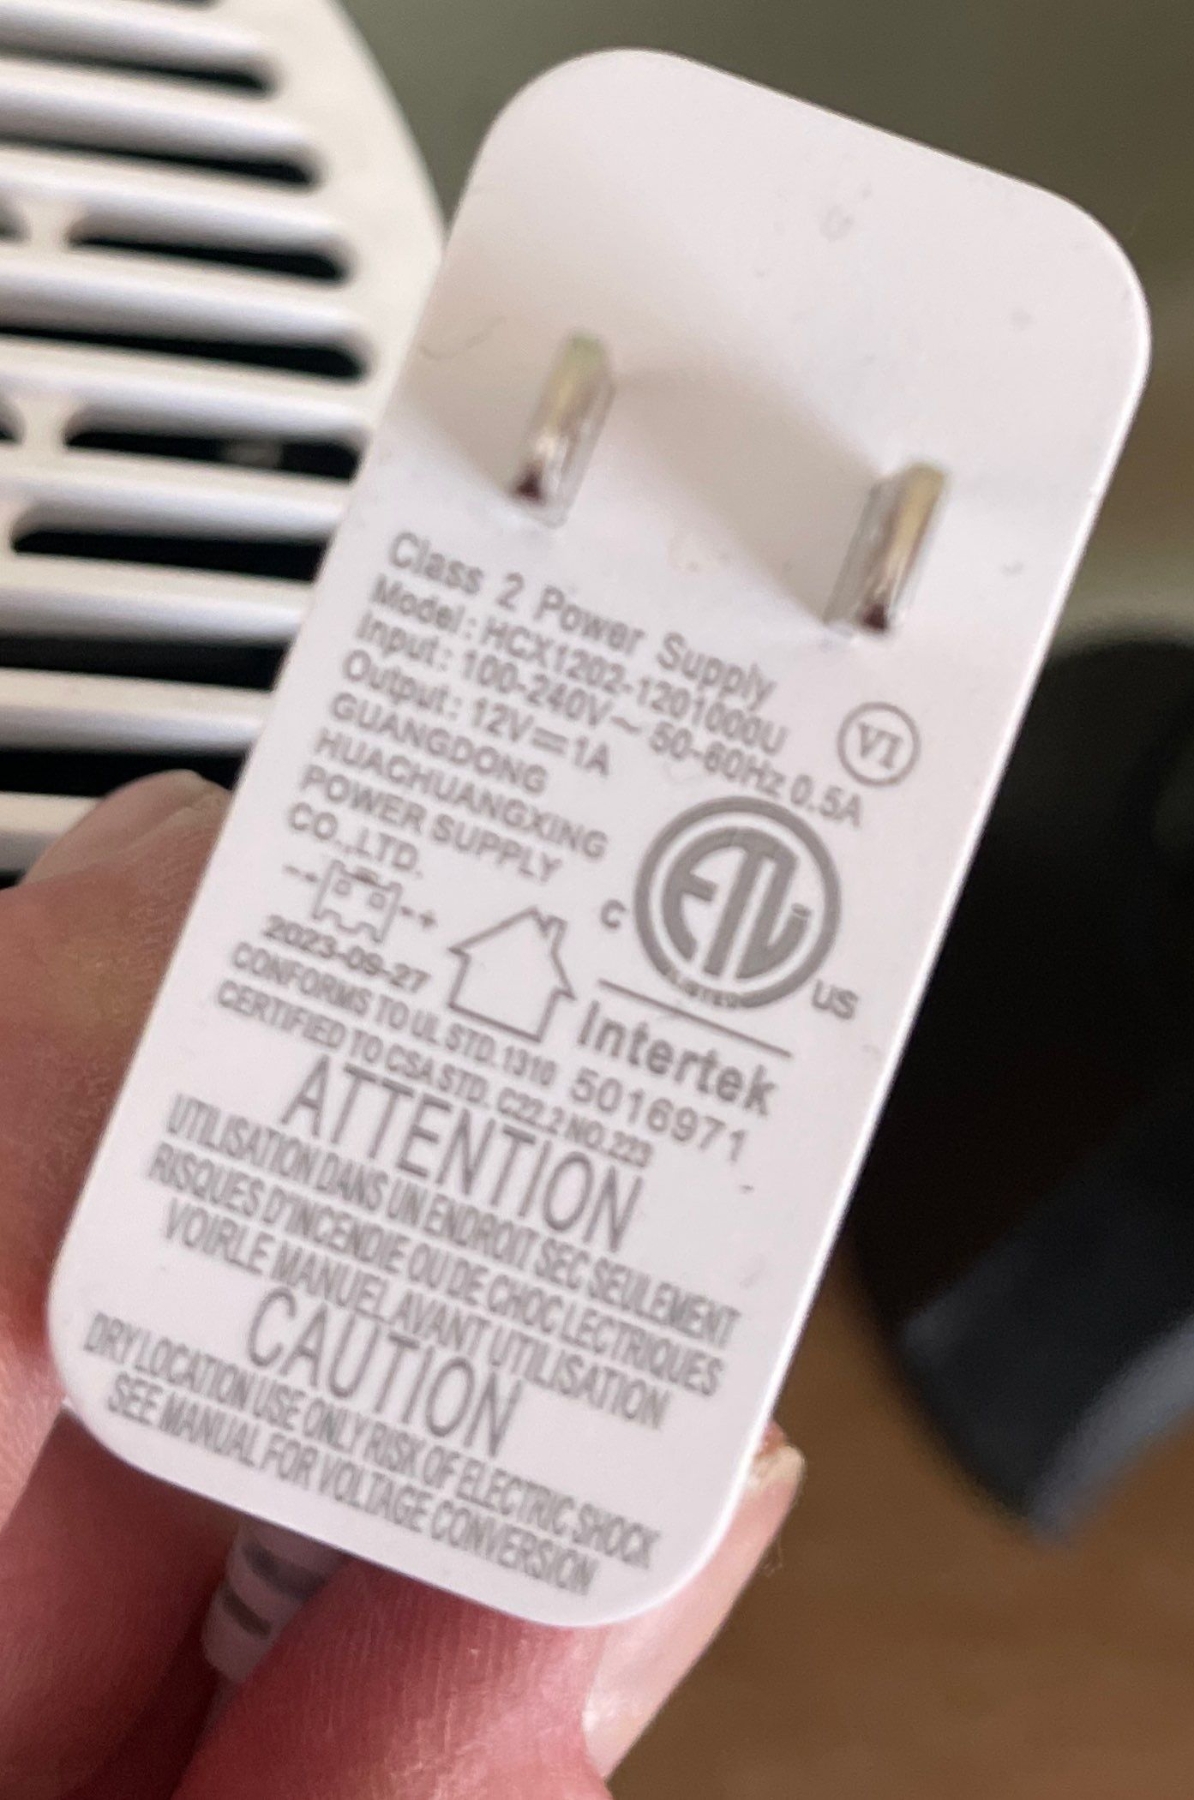 Class 2 Power Supply
Model: HCX1202-1201000U
Input: 100-240V~ 50-60Hz 0.5A
Output: 12V⎓1A
VI
GUANGDONG
HUACHUANGXING
POWER SUPPLY
CO.,LTD.
- - +
2023-09-27
C ETL US
LISTED
Intertek
5016971
CONFORMS TO UL STD.1310
CERTIFIED TO CSA STD. C22.2 NO.223
ATTENTION
UTILISATION DANS UN ENDROIT SEC SEULEMENT
RISQUES D'INCENDIE OU DE CHOC LECTRIQUES
VOIRLE MANUEL AVANT UTILISATION
CAUTION
DRY LOCATION USE ONLY RISK OF ELECTRIC SHOCK
SEE MANUAL FOR VOLTAGE CONVERSION